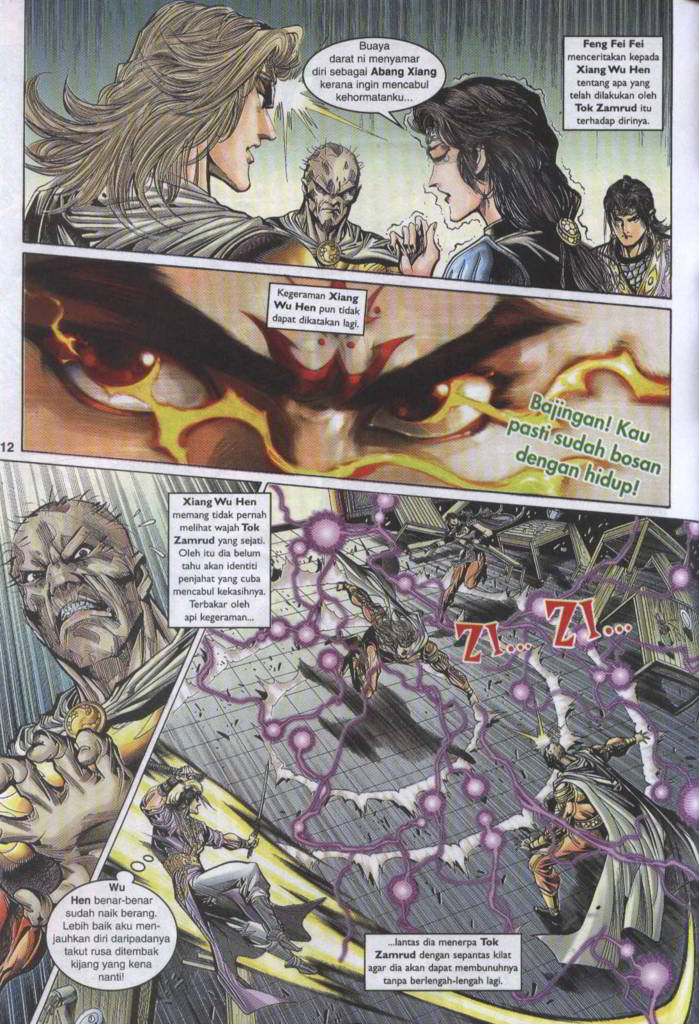 Buaya
darat ni menyamar
diri sebagai Abang Xiang
kerana ingin mencabul
kehormatanku...
Feng Fei Fei
menceritakan kepada
Xiang Wu Hen
tentang apa yang
telah dilakukan oleh
Tok Zamrud itu
terhadap dirinya.
Kegeraman Xiang
Wu Hen pun tidak
dapat dikatakan lagi.
Bajingan! Kau
pasti sudah bosan
dengan hidup!
12
Xiang Wu Hen
memang tidak pernah
melihat wajah Tok
Zamrud yang sejati.
Oleh itu dia belum
tahu akan identiti
penjahat yang cuba
mencabul kekasihnya.
Terbakar oleh
api kegeraman...
ZI... ZI...
Wu
Hen benar-benar
sudah naik berang.
Lebih baik aku men-
jauhkan diri daripadanya
takut rusa ditembak
kijang yang kena
nanti!
...lantas dia menerpa Tok
Zamrud dengan sepantas kilat
agar dia akan dapat membunuhnya
tanpa berlengah-lengah lagi.